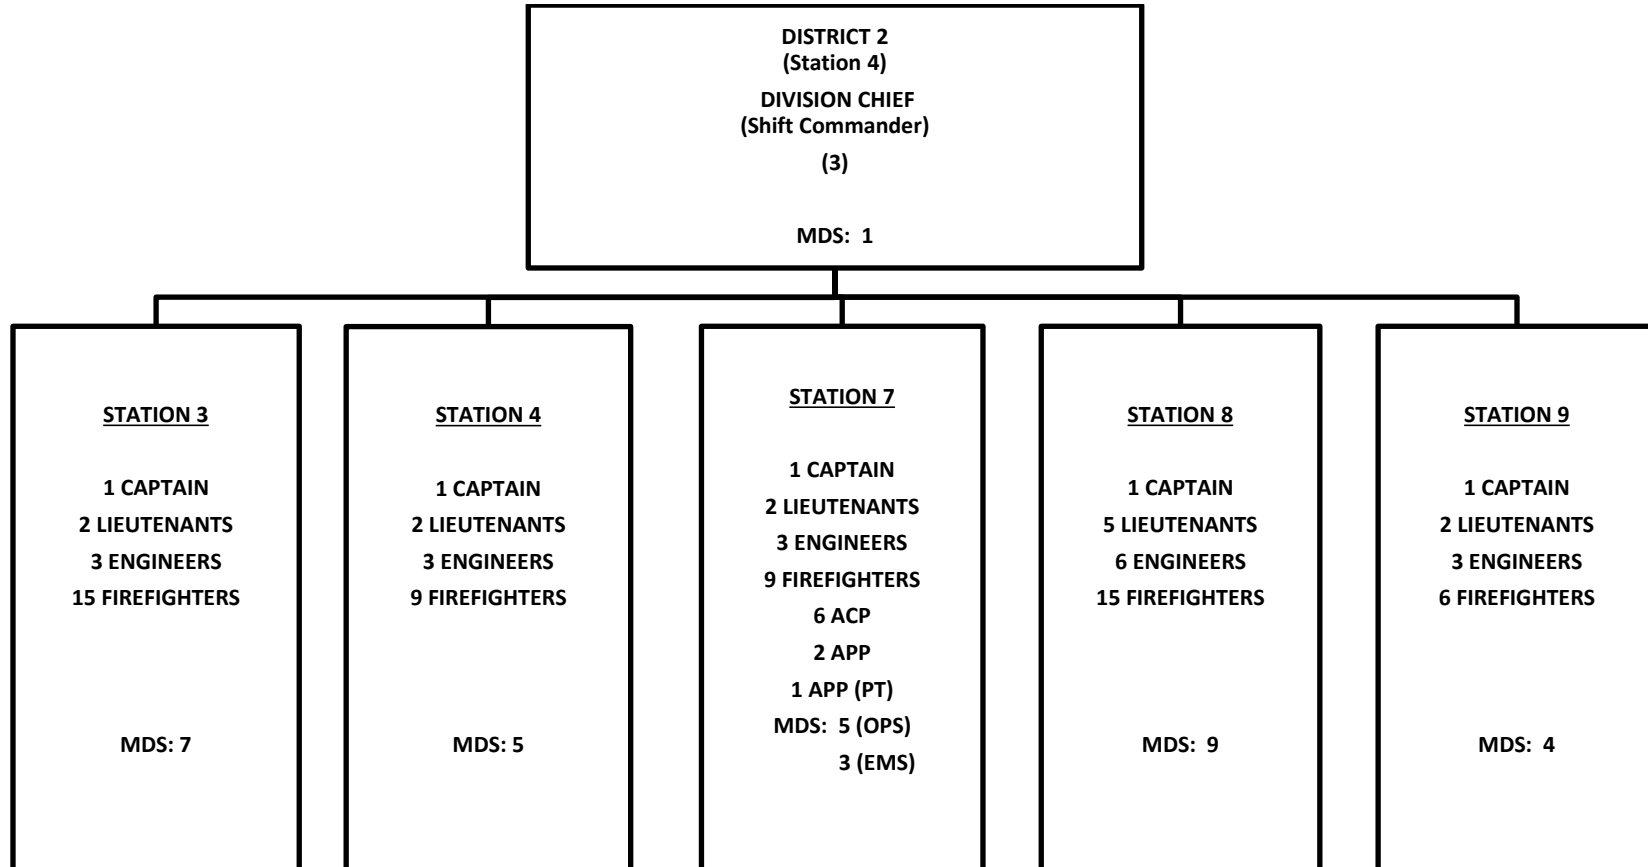 DISTRICT 2
(Station 4)
DIVISION CHIEF
(Shift Commander)
(3)
MDS: 1
STATION 3
1 CAPTAIN
2 LIEUTENANTS
3 ENGINEERS
15 FIREFIGHTERS
MDS: 7
STATION 4
1 CAPTAIN
2 LIEUTENANTS
3 ENGINEERS
9 FIREFIGHTERS
MDS: 5
STATION 7
1 CAPTAIN
2 LIEUTENANTS
3 ENGINEERS
9 FIREFIGHTERS
6 ACP
2 APP
1 APP (PT)
MDS: 5 (OPS)
3 (EMS)
STATION 8
1 CAPTAIN
5 LIEUTENANTS
6 ENGINEERS
15 FIREFIGHTERS
MDS: 9
STATION 9
1 CAPTAIN
2 LIEUTENANTS
3 ENGINEERS
6 FIREFIGHTERS
MDS: 4